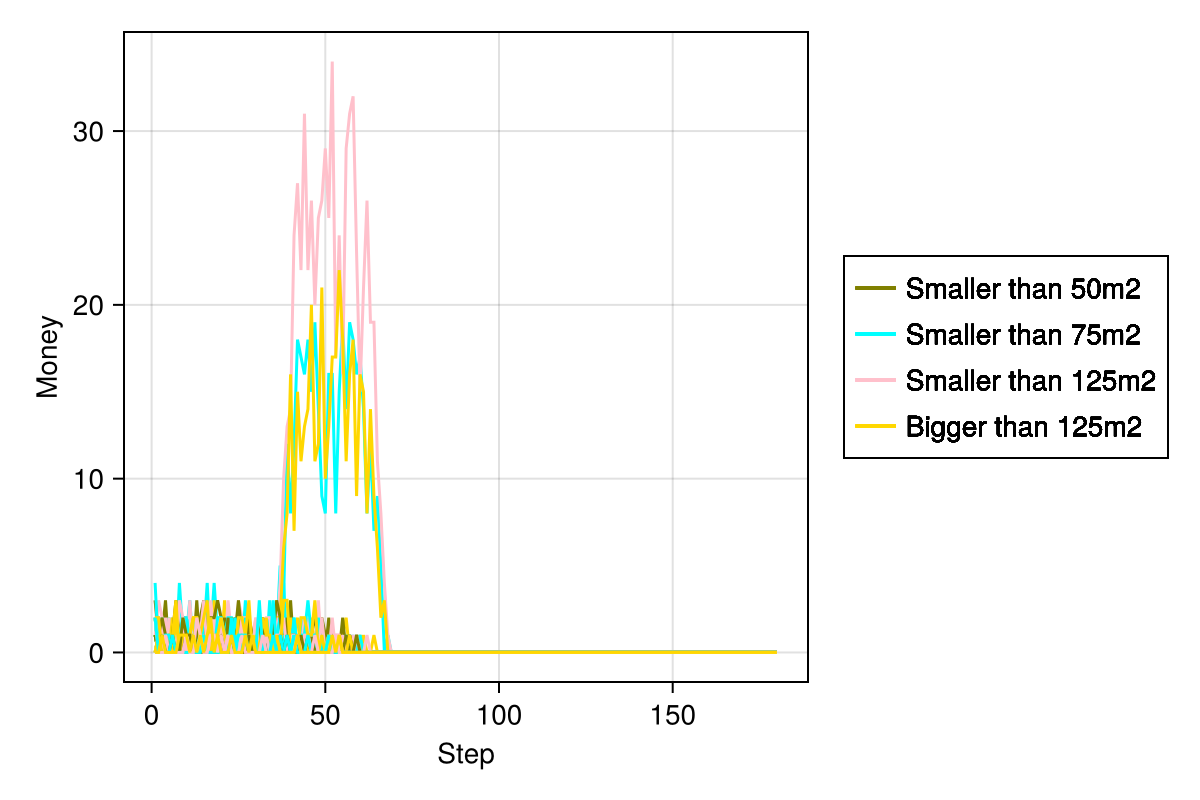 30
20
10
0
Money
0 50 100 150
Step
Smaller than 50m2
Smaller than 75m2
Smaller than 125m2
Bigger than 125m2